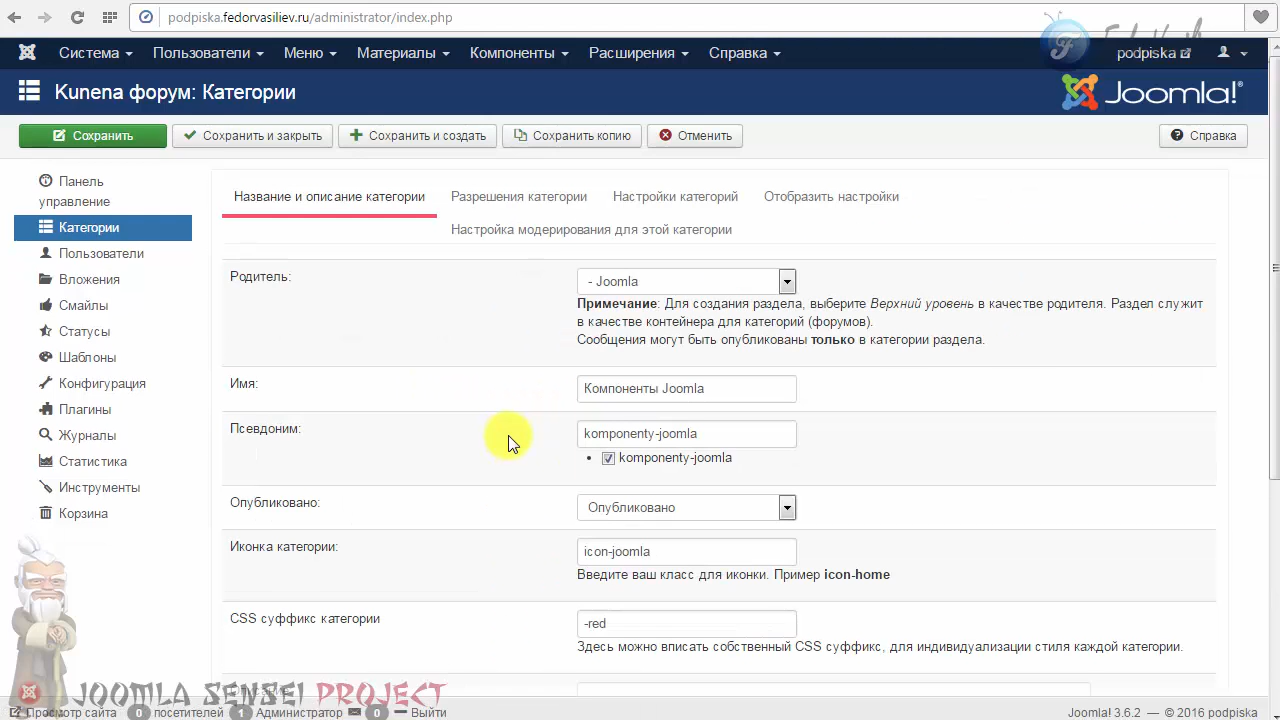 podpiska.fedorvasiliev.ru/administrator/index.php
Система Пользователи Меню Материалы Компоненты Расширения Справка podpiska
Kunena форум: Категории
Joomla!®
Сохранить Сохранить и закрыть Сохранить и создать Сохранить копию Отменить Справка
Панель управление
Категории
Пользователи
Вложения
Смайлы
Статусы
Шаблоны
Конфигурация
Плагины
Журналы
Статистика
Инструменты
Корзина
Название и описание категории Разрешения категории Настройки категорий Отобразить настройки
Настройка модерирования для этой категории
Родитель: - Joomla
Примечание: Для создания раздела, выберите Верхний уровень в качестве родителя. Раздел служит
в качестве контейнера для категорий (форумов).
Сообщения могут быть опубликованы только в категории раздела.
Имя: Компоненты Joomla
Псевдоним: komponenty-joomla
komponenty-joomla
Опубликовано: Опубликовано
Иконка категории: icon-joomla
Введите ваш класс для иконки. Пример icon-home
CSS суффикс категории -red
Здесь можно вписать собственный CSS суффикс, для индивидуализации стиля каждой категории.
JOOMLA SENSEI PROJECT
Просмотр сайта 0 посетителей 1 Администратор 0 Выйти Joomla! 3.6.2 — © 2016 podpiska